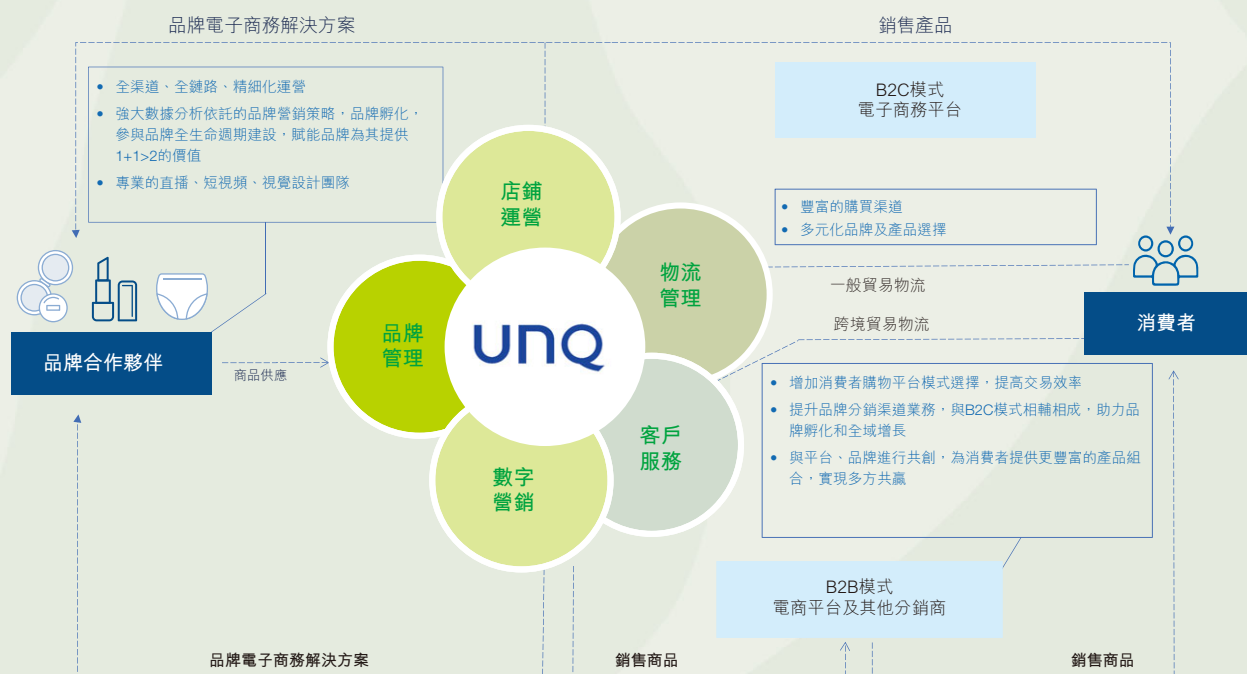 品牌電子商務解決方案
銷售產品
• 全渠道、全鏈路、精細化運營
• 強大數據分析依託的品牌營銷策略，品牌孵化，
參與品牌全生命週期建設，賦能品牌為其提供
1+1>2的價值
• 專業的直播、短視頻、視覺設計團隊
B2C模式
電子商務平台
店鋪
運營
• 豐富的購買渠道
• 多元化品牌及產品選擇
物流
管理
一般貿易物流
跨境貿易物流
消費者
品牌
管理
unQ
品牌合作夥伴
商品供應
• 增加消費者購物平台模式選擇，提高交易效率
• 提升品牌分銷渠道業務，與B2C模式相輔相成，助力品
牌孵化和全域增長
• 與平台、品牌進行共創，為消費者提供更豐富的產品組
合，實現多方共贏
客戶
服務
數字
營銷
B2B模式
電商平台及其他分銷商
品牌電子商務解決方案
銷售商品
銷售商品